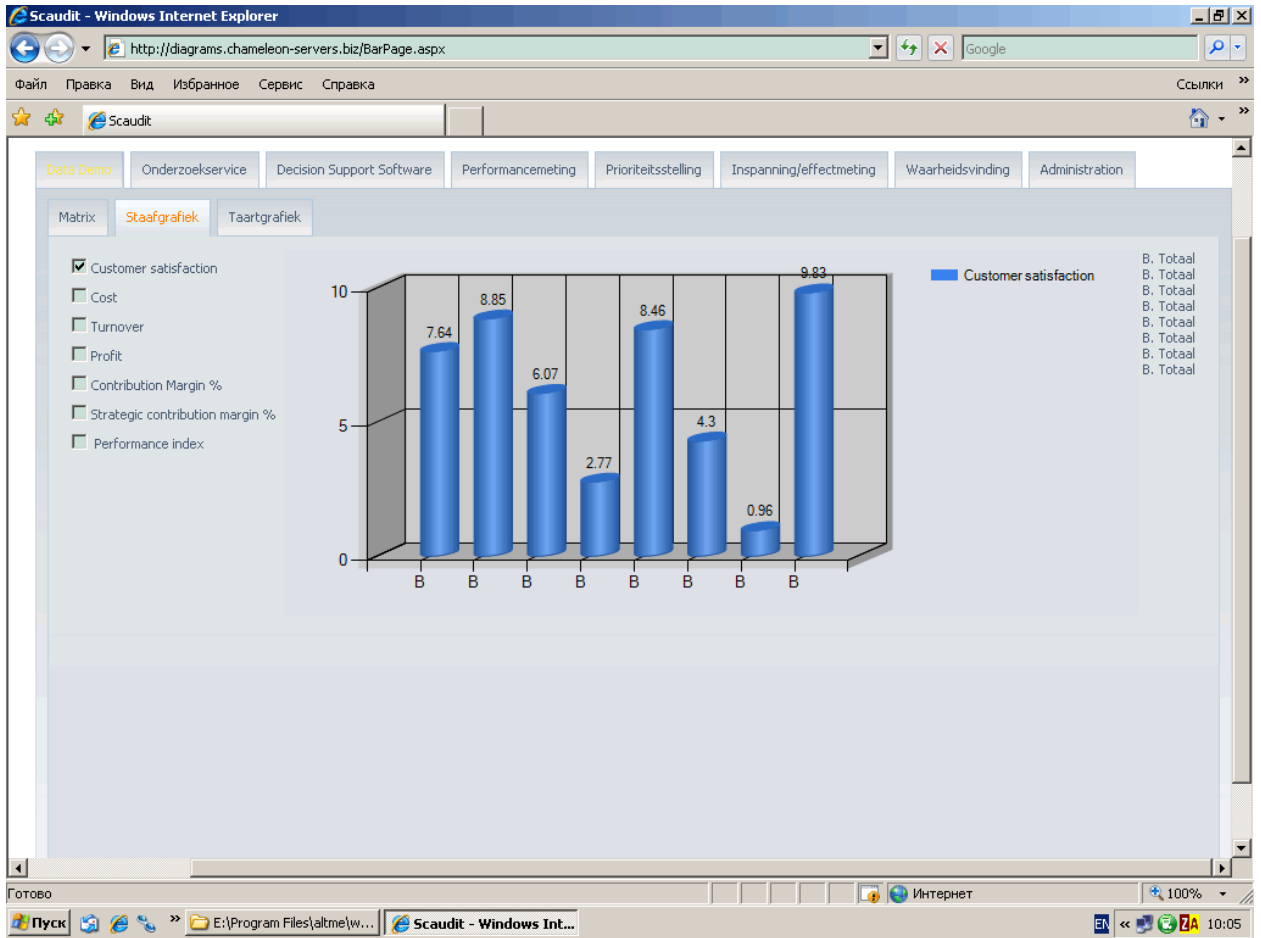 Scaudit - Windows Internet Explorer
http://diagrams.chameleon-servers.biz/BarPage.aspx
Google
Файл Правка Вид Избранное Сервис Справка Ссылки »
Scaudit »
Data Demo Onderzoekservice Decision Support Software Performancemeting Prioriteitsstelling Inspanning/effectmeting Waarheidsvinding Administration
Matrix Staafgrafiek Taartgrafiek
Customer satisfaction
Cost
Turnover
Profit
Contribution Margin %
Strategic contribution margin %
Performance index
10
5
0
7.64
8.85
6.07
2.77
8.46
4.3
0.96
9.83
B B B B B B B B
Customer satisfaction
B. Totaal
B. Totaal
B. Totaal
B. Totaal
B. Totaal
B. Totaal
B. Totaal
B. Totaal
Готово Интернет 100%
Пуск » E:\Program Files\altme\w... Scaudit - Windows Int... EN « ZA 10:05